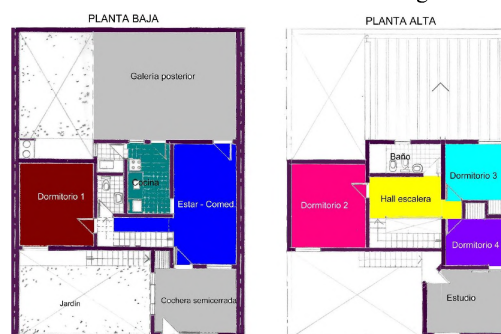 PLANTA BAJA
PLANTA ALTA
Galería posterior
Baño
Cocina
Dormitorio 3
Dormitorio 1
Estar - Comed.
Dormitorio 2
Hall escalera
Dormitorio 4
Jardín
Cochera semicerrada
Estudio